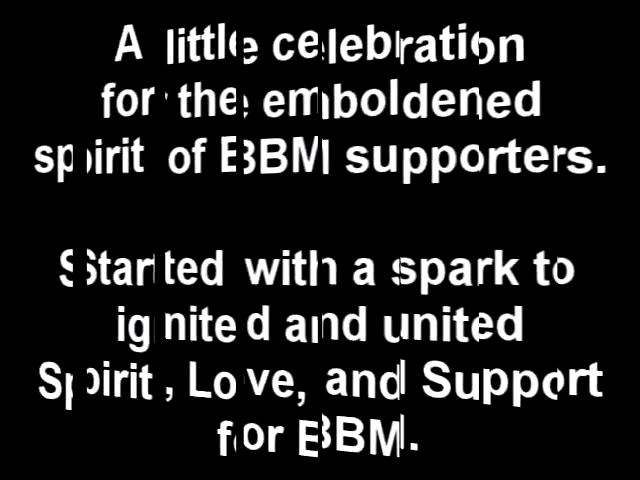 A little celebration
for the emboldened
spirit of BBM supporters.
Started with a spark to
ignited and united
Spirit, Love, and Support
for BBM.